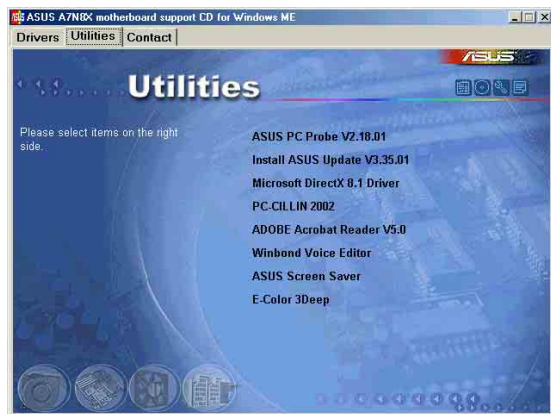 ASUS A7N8X motherboard support CD for Windows ME
Drivers Utilities Contact
ASUS
Utilities
Please select items on the right
side.
ASUS PC Probe V2.18.01
Install ASUS Update V3.35.01
Microsoft DirectX 8.1 Driver
PC-CILLIN 2002
ADOBE Acrobat Reader V5.0
Winbond Voice Editor
ASUS Screen Saver
E-Color 3Deep